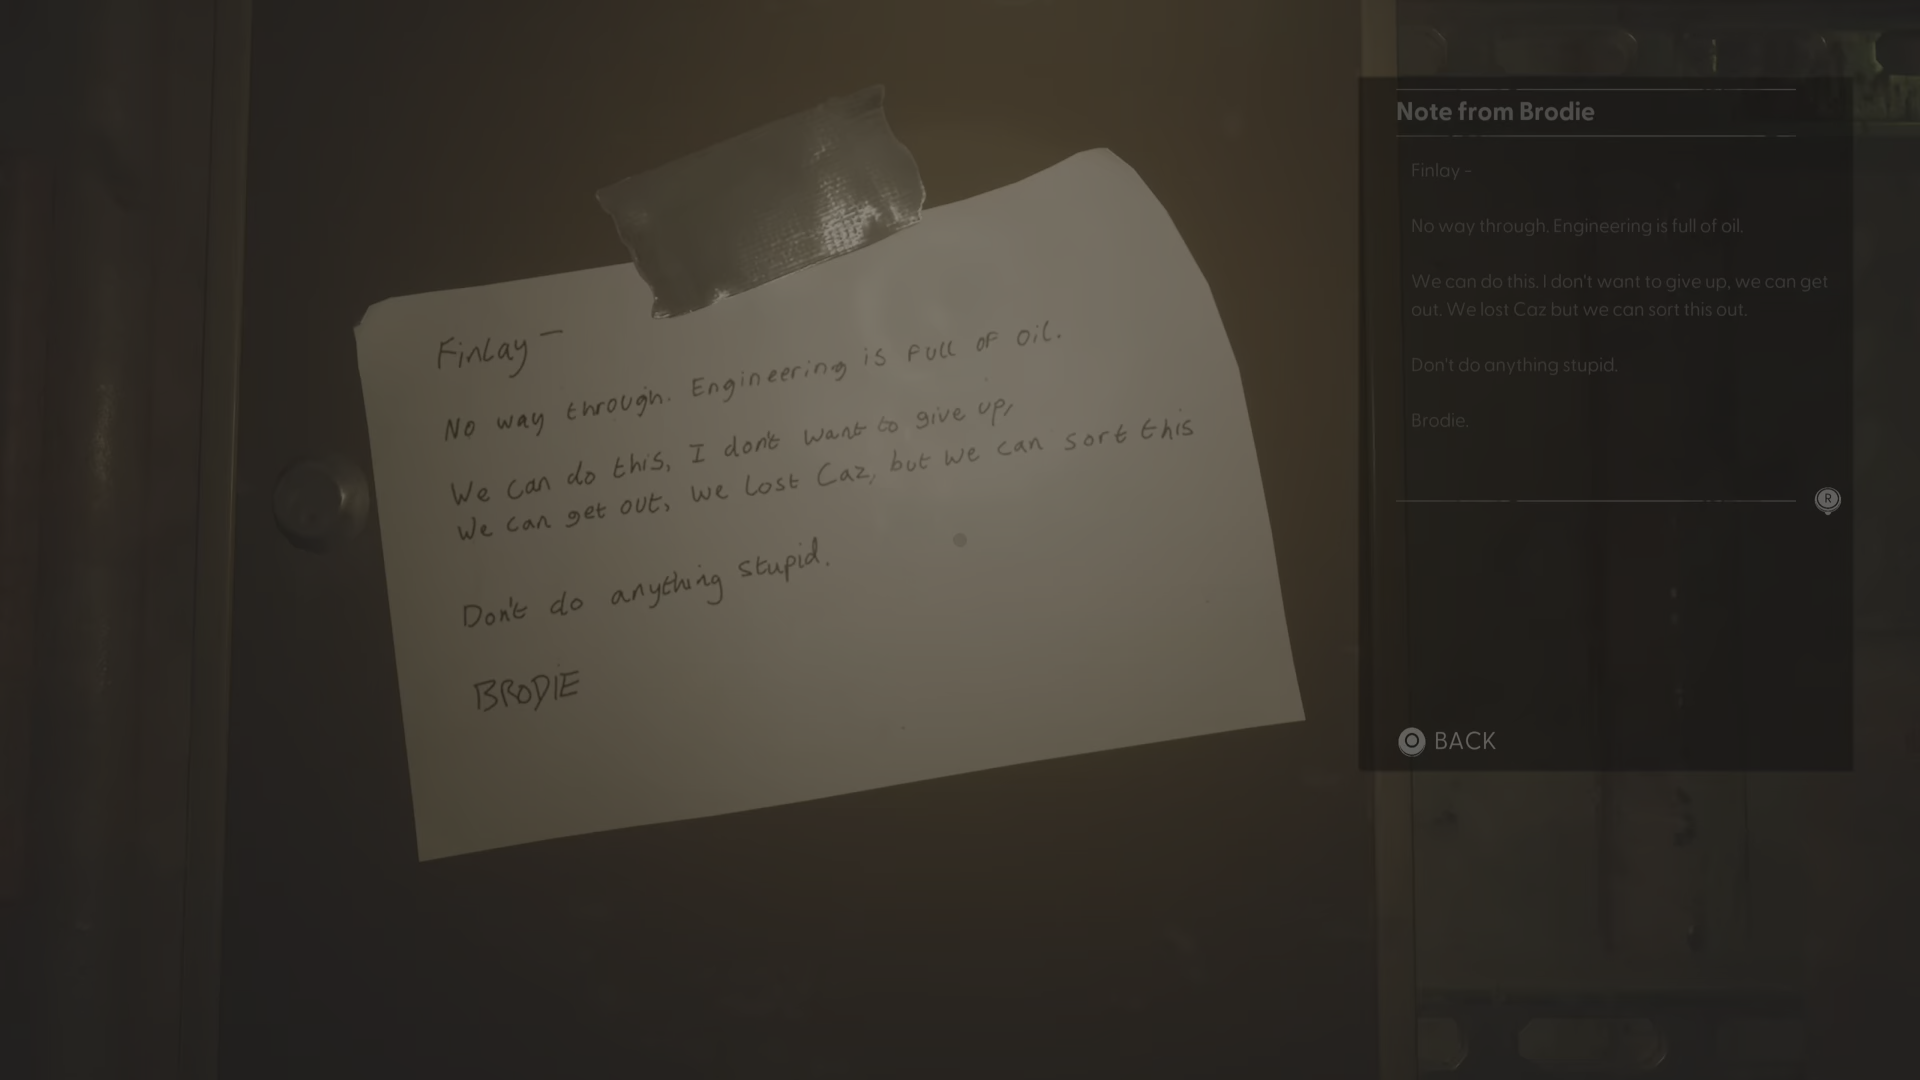 Finlay —
No way through. Engineering is full of oil.
We can do this, I don't want to give up,
we can get out, we lost Caz, but we can sort this
Don't do anything stupid.
BRODIE
Note from Brodie
Finlay -
No way through. Engineering is full of oil.
We can do this. I don't want to give up, we can get
out. We lost Caz but we can sort this out.
Don't do anything stupid.
Brodie.
R
BACK